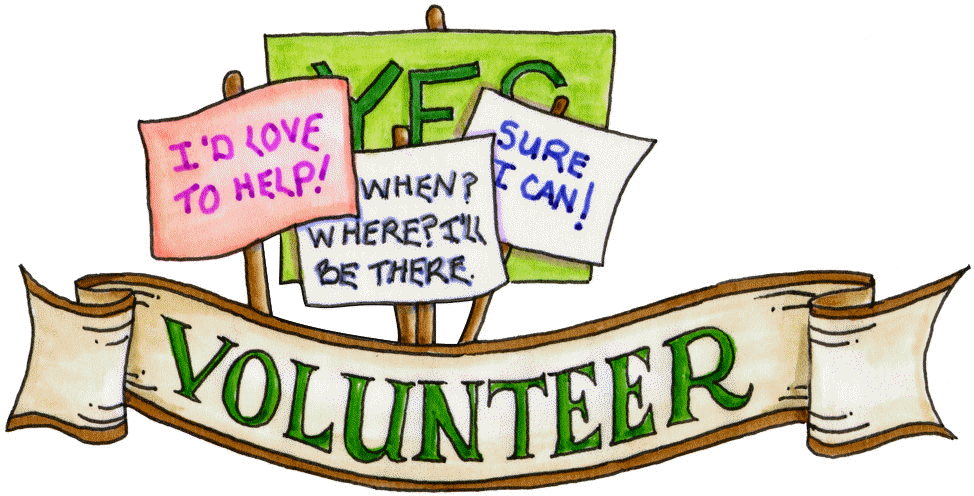 YES
I'D LOVE
TO HELP!
WHEN?
WHERE? I'LL
BE THERE.
SURE
I CAN!
VOLUNTEER